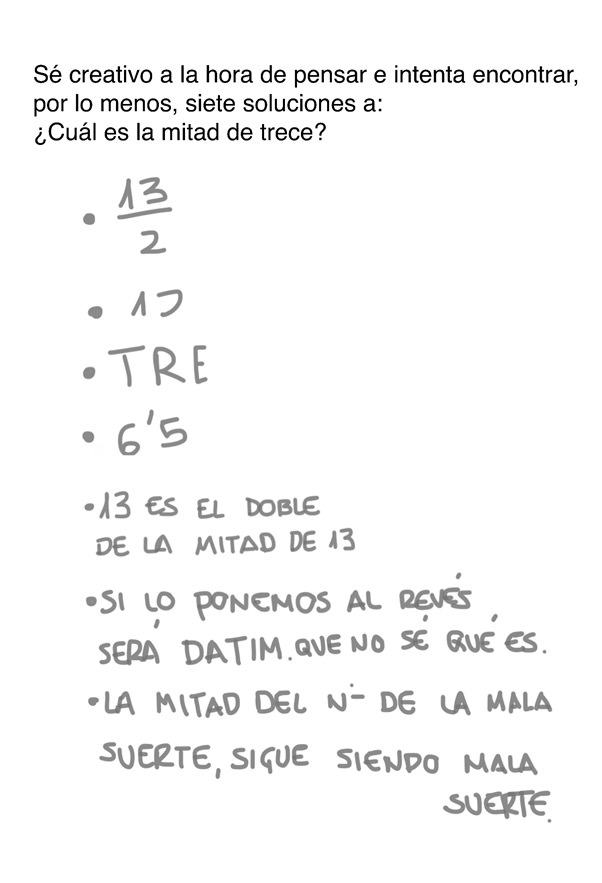 Sé creativo a la hora de pensar e intenta encontrar,
por lo menos, siete soluciones a:
¿Cuál es la mitad de trece?
• 13
2
• 1Ɔ
• TRE
• 6'5
• 13 ES EL DOBLE
DE LA MITAD DE 13
• SI LO PONEMOS AL REVÉS
SERÁ DATIM. QUE NO SÉ QUÉ ES.
• LA MITAD DEL Nº DE LA MALA
SUERTE, SIGUE SIENDO MALA
SUERTE.